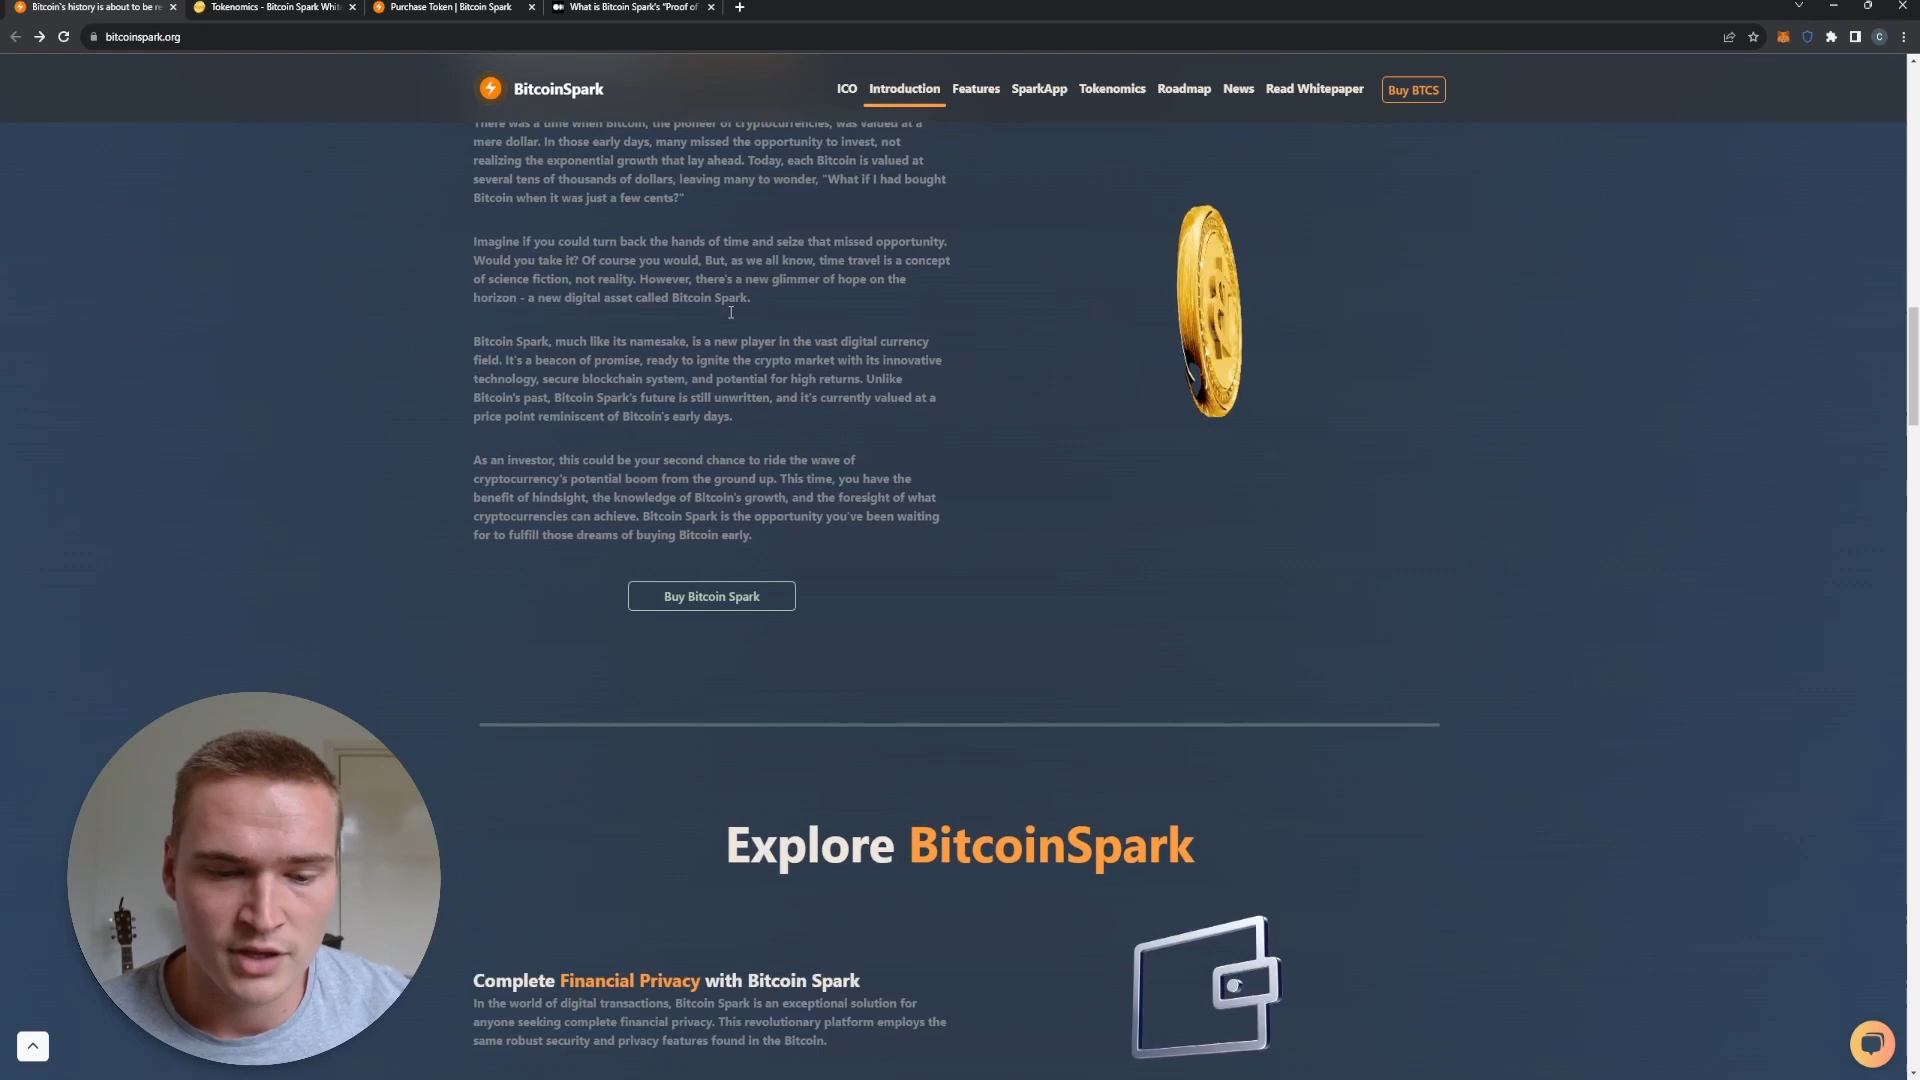 Bitcoin's history is about to be re
Tokenomics - Bitcoin Spark Whit
Purchase Token | Bitcoin Spark
What is Bitcoin Spark's "Proof of
bitcoinspark.org
C
BitcoinSpark
ICO Introduction Features SparkApp Tokenomics Roadmap News Read Whitepaper Buy BTCS
There was a time when Bitcoin, the pioneer of cryptocurrencies, was valued at a
mere dollar. In those early days, many missed the opportunity to invest, not
realizing the exponential growth that lay ahead. Today, each Bitcoin is valued at
several tens of thousands of dollars, leaving many to wonder, "What if I had bought
Bitcoin when it was just a few cents?"
Imagine if you could turn back the hands of time and seize that missed opportunity.
Would you take it? Of course you would, But, as we all know, time travel is a concept
of science fiction, not reality. However, there's a new glimmer of hope on the
horizon - a new digital asset called Bitcoin Spark.
Bitcoin Spark, much like its namesake, is a new player in the vast digital currency
field. It's a beacon of promise, ready to ignite the crypto market with its innovative
technology, secure blockchain system, and potential for high returns. Unlike
Bitcoin's past, Bitcoin Spark's future is still unwritten, and it's currently valued at a
price point reminiscent of Bitcoin's early days.
As an investor, this could be your second chance to ride the wave of
cryptocurrency's potential boom from the ground up. This time, you have the
benefit of hindsight, the knowledge of Bitcoin's growth, and the foresight of what
cryptocurrencies can achieve. Bitcoin Spark is the opportunity you've been waiting
for to fulfill those dreams of buying Bitcoin early.
Buy Bitcoin Spark
Explore BitcoinSpark
Complete Financial Privacy with Bitcoin Spark
In the world of digital transactions, Bitcoin Spark is an exceptional solution for
anyone seeking complete financial privacy. This revolutionary platform employs the
same robust security and privacy features found in the Bitcoin.